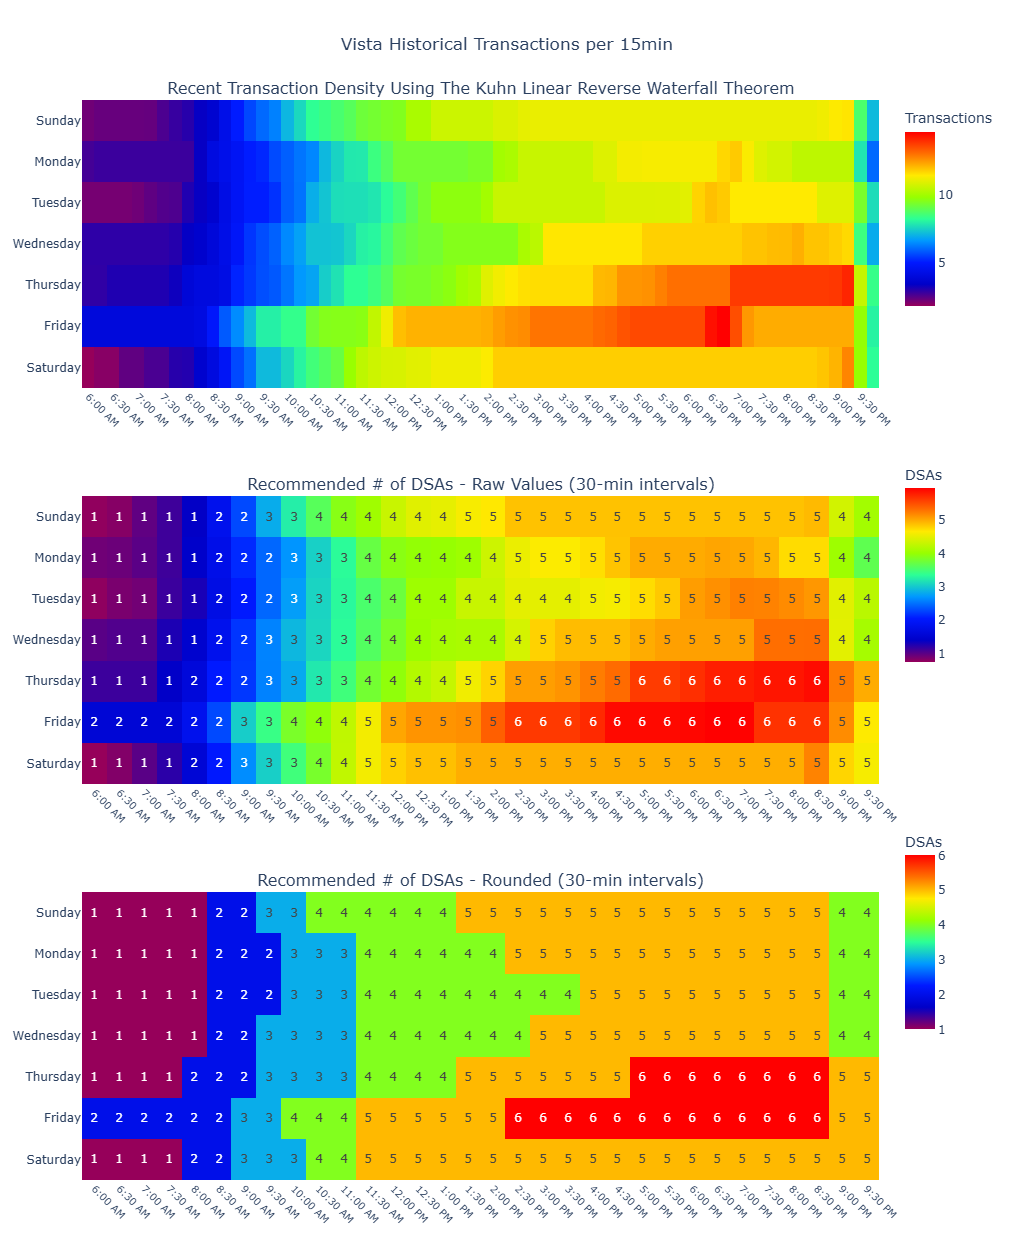 Vista Historical Transactions per 15min
Recent Transaction Density Using The Kuhn Linear Reverse Waterfall Theorem
Transactions
Sunday
Monday
Tuesday
Wednesday
Thursday
Friday
Saturday
10
5
6:00 AM 6:30 AM 7:00 AM 7:30 AM 8:00 AM 8:30 AM 9:00 AM 9:30 AM 10:00 AM 10:30 AM 11:00 AM 11:30 AM 12:00 PM 12:30 PM 1:00 PM 1:30 PM 2:00 PM 2:30 PM 3:00 PM 3:30 PM 4:00 PM 4:30 PM 5:00 PM 5:30 PM 6:00 PM 6:30 PM 7:00 PM 7:30 PM 8:00 PM 8:30 PM 9:00 PM 9:30 PM
Recommended # of DSAs - Raw Values (30-min intervals)
DSAs
Sunday 1 1 1 1 1 2 2 3 3 4 4 4 4 4 4 5 5 5 5 5 5 5 5 5 5 5 5 5 5 5 4 4
Monday 1 1 1 1 1 2 2 2 3 3 3 4 4 4 4 4 4 5 5 5 5 5 5 5 5 5 5 5 5 5 4 4
Tuesday 1 1 1 1 1 2 2 2 3 3 3 4 4 4 4 4 4 4 4 4 5 5 5 5 5 5 5 5 5 5 4 4
Wednesday 1 1 1 1 1 2 2 3 3 3 3 4 4 4 4 4 4 4 5 5 5 5 5 5 5 5 5 5 5 5 4 4
Thursday 1 1 1 1 2 2 2 3 3 3 3 4 4 4 4 5 5 5 5 5 5 5 6 6 6 6 6 6 6 6 5 5
Friday 2 2 2 2 2 2 3 3 4 4 4 5 5 5 5 5 5 6 6 6 6 6 6 6 6 6 6 6 6 6 5 5
Saturday 1 1 1 1 2 2 3 3 3 4 4 5 5 5 5 5 5 5 5 5 5 5 5 5 5 5 5 5 5 5 5 5
5
4
3
2
1
6:00 AM 6:30 AM 7:00 AM 7:30 AM 8:00 AM 8:30 AM 9:00 AM 9:30 AM 10:00 AM 10:30 AM 11:00 AM 11:30 AM 12:00 PM 12:30 PM 1:00 PM 1:30 PM 2:00 PM 2:30 PM 3:00 PM 3:30 PM 4:00 PM 4:30 PM 5:00 PM 5:30 PM 6:00 PM 6:30 PM 7:00 PM 7:30 PM 8:00 PM 8:30 PM 9:00 PM 9:30 PM
Recommended # of DSAs - Rounded (30-min intervals)
DSAs
Sunday 1 1 1 1 1 2 2 3 3 4 4 4 4 4 4 5 5 5 5 5 5 5 5 5 5 5 5 5 5 5 4 4
Monday 1 1 1 1 1 2 2 2 3 3 3 4 4 4 4 4 4 5 5 5 5 5 5 5 5 5 5 5 5 5 4 4
Tuesday 1 1 1 1 1 2 2 2 3 3 3 4 4 4 4 4 4 4 4 4 5 5 5 5 5 5 5 5 5 5 4 4
Wednesday 1 1 1 1 1 2 2 3 3 3 3 4 4 4 4 4 4 4 5 5 5 5 5 5 5 5 5 5 5 5 4 4
Thursday 1 1 1 1 2 2 2 3 3 3 3 4 4 4 4 5 5 5 5 5 5 5 6 6 6 6 6 6 6 6 5 5
Friday 2 2 2 2 2 2 3 3 4 4 4 5 5 5 5 5 5 6 6 6 6 6 6 6 6 6 6 6 6 6 5 5
Saturday 1 1 1 1 2 2 3 3 3 4 4 5 5 5 5 5 5 5 5 5 5 5 5 5 5 5 5 5 5 5 5 5
6
5
4
3
2
1
6:00 AM 6:30 AM 7:00 AM 7:30 AM 8:00 AM 8:30 AM 9:00 AM 9:30 AM 10:00 AM 10:30 AM 11:00 AM 11:30 AM 12:00 PM 12:30 PM 1:00 PM 1:30 PM 2:00 PM 2:30 PM 3:00 PM 3:30 PM 4:00 PM 4:30 PM 5:00 PM 5:30 PM 6:00 PM 6:30 PM 7:00 PM 7:30 PM 8:00 PM 8:30 PM 9:00 PM 9:30 PM